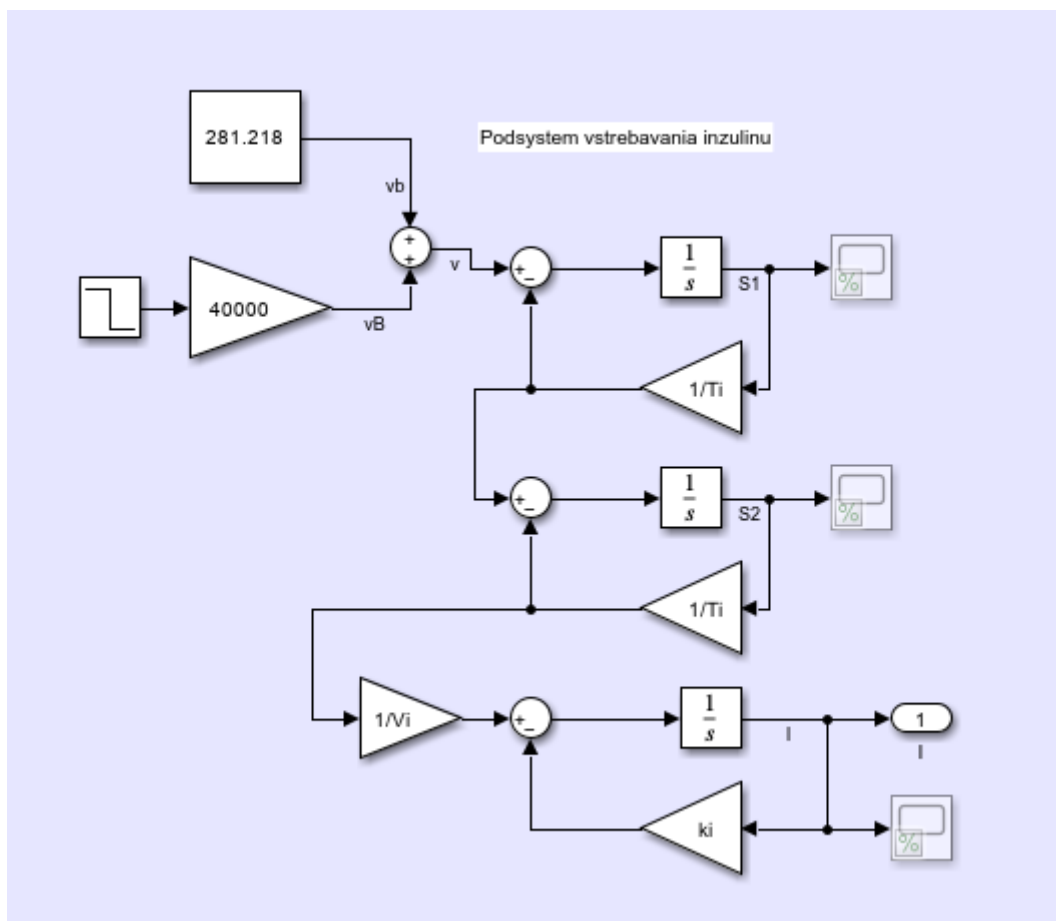 281.218
Podsystem vstrebavania inzulinu
vb
+
+
v
+
−
1
s
S1
%
40000
vB
1/Ti
+
−
1
s
S2
%
1/Ti
1/Vi
+
−
1
s
I
1
I
ki
%